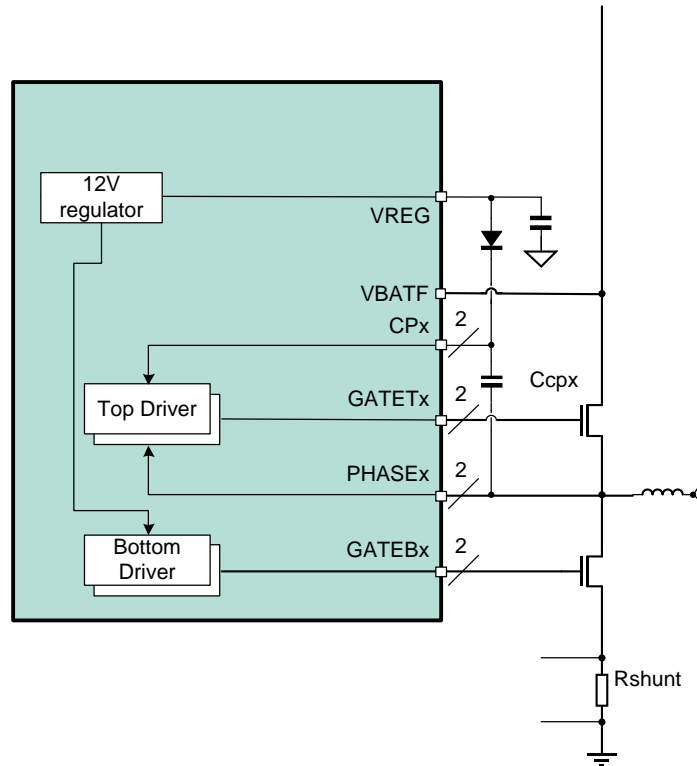 12V
regulator
VREG
VBATF
CPx
2
Ccpx
Top Driver
GATETx
2
PHASEx
2
Bottom
Driver
GATEBx
2
Rshunt